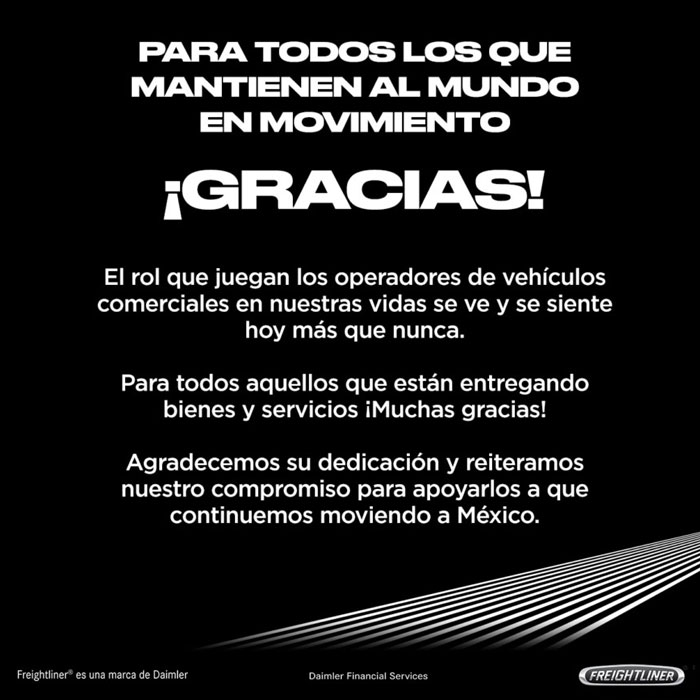 PARA TODOS LOS QUE
MANTIENEN AL MUNDO
EN MOVIMIENTO
¡GRACIAS!
El rol que juegan los operadores de vehículos
comerciales en nuestras vidas se ve y se siente
hoy más que nunca.
Para todos aquellos que están entregando
bienes y servicios ¡Muchas gracias!
Agradecemos su dedicación y reiteramos
nuestro compromiso para apoyarlos a que
continuemos moviendo a México.
Freightliner® es una marca de Daimler
Daimler Financial Services
FREIGHTLINER